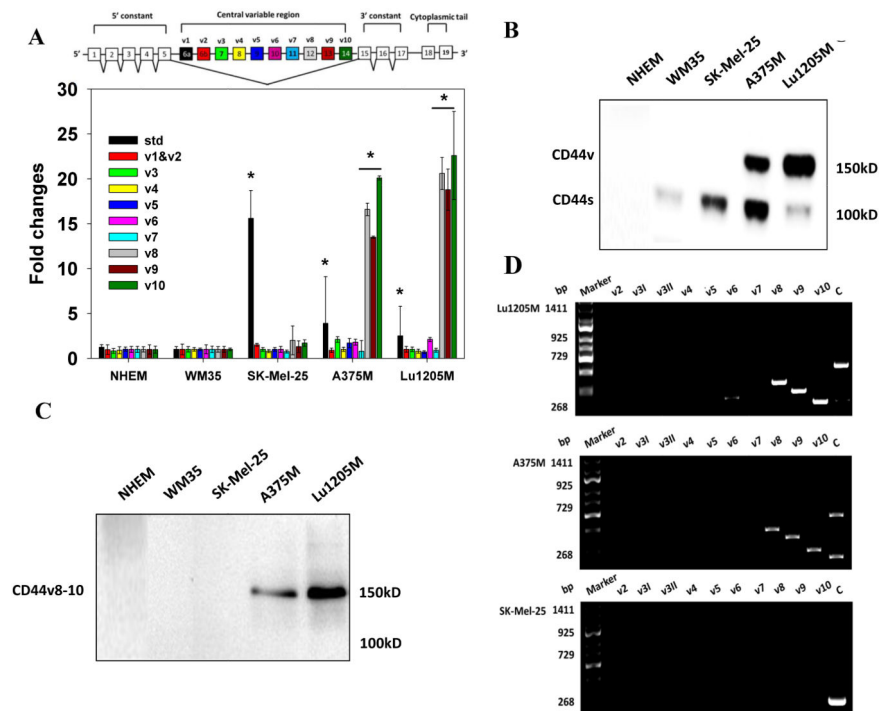 A
5' constant
Central variable region
3' constant
Cytoplasmic tail
v1 v2 v3 v4 v5 v6 v7 v8 v9 v10
5' 1 2 3 4 5 6a 7 8 11 12 14 15 16 17 18 19 3'
Fold changes
30
25
20
15
10
5
0
std
v1&v2
v3
v4
v5
v6
v7
v8
v9
v10
* * * * *
NHEM WM35 SK-Mel-25 A375M Lu1205M
B
NHEM WM35 SK-Mel-25 A375M Lu1205M
CD44v
CD44s
150kD
100kD
C
NHEM WM35 SK-Mel-25 A375M Lu1205M
CD44v8-10
150kD
100kD
D
bp Marker v2 v3I v3II v4 v5 v6 v7 v8 v9 v10 C
Lu1205M 1411
925
729
268
bp Marker v2 v3I v3II v4 v5 v6 v7 v8 v9 v10 C
A375M 1411
925
729
268
bp Marker v2 v3I v3II v4 v5 v6 v7 v8 v9 v10 C
SK-Mel-25 1411
925
729
268